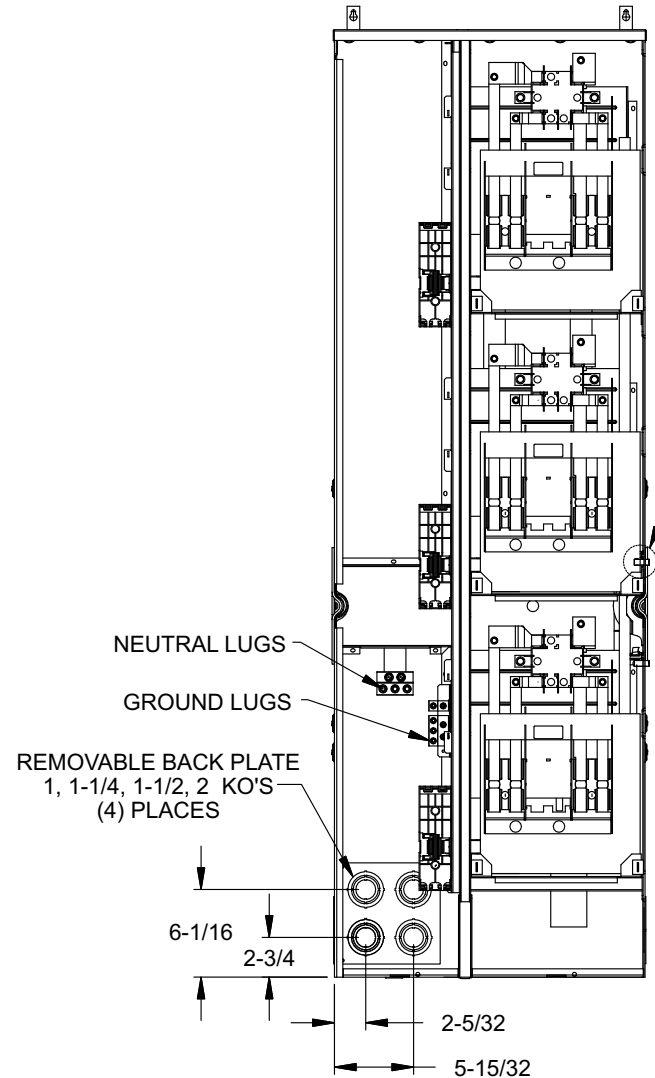 NEUTRAL LUGS
GROUND LUGS
REMOVABLE BACK PLATE
1, 1-1/4, 1-1/2, 2 KO'S
(4) PLACES
6-1/16
2-3/4
2-5/32
5-15/32